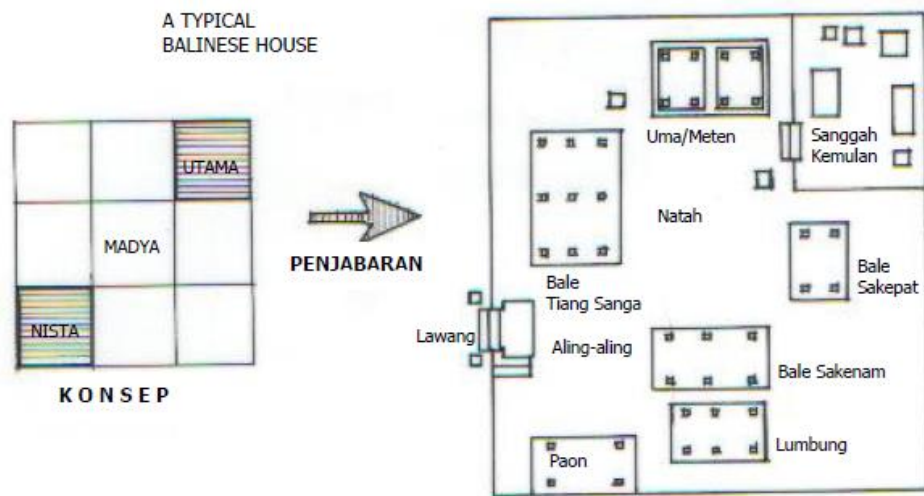 A TYPICAL
BALINESE HOUSE
UTAMA
MADYA
NISTA
KONSEP
PENJABARAN
Uma/Meten
Sanggah
Kemulan
Natah
Bale
Tiang Sanga
Bale
Sakepat
Lawang
Aling-aling
Bale Sakenam
Lumbung
Paon